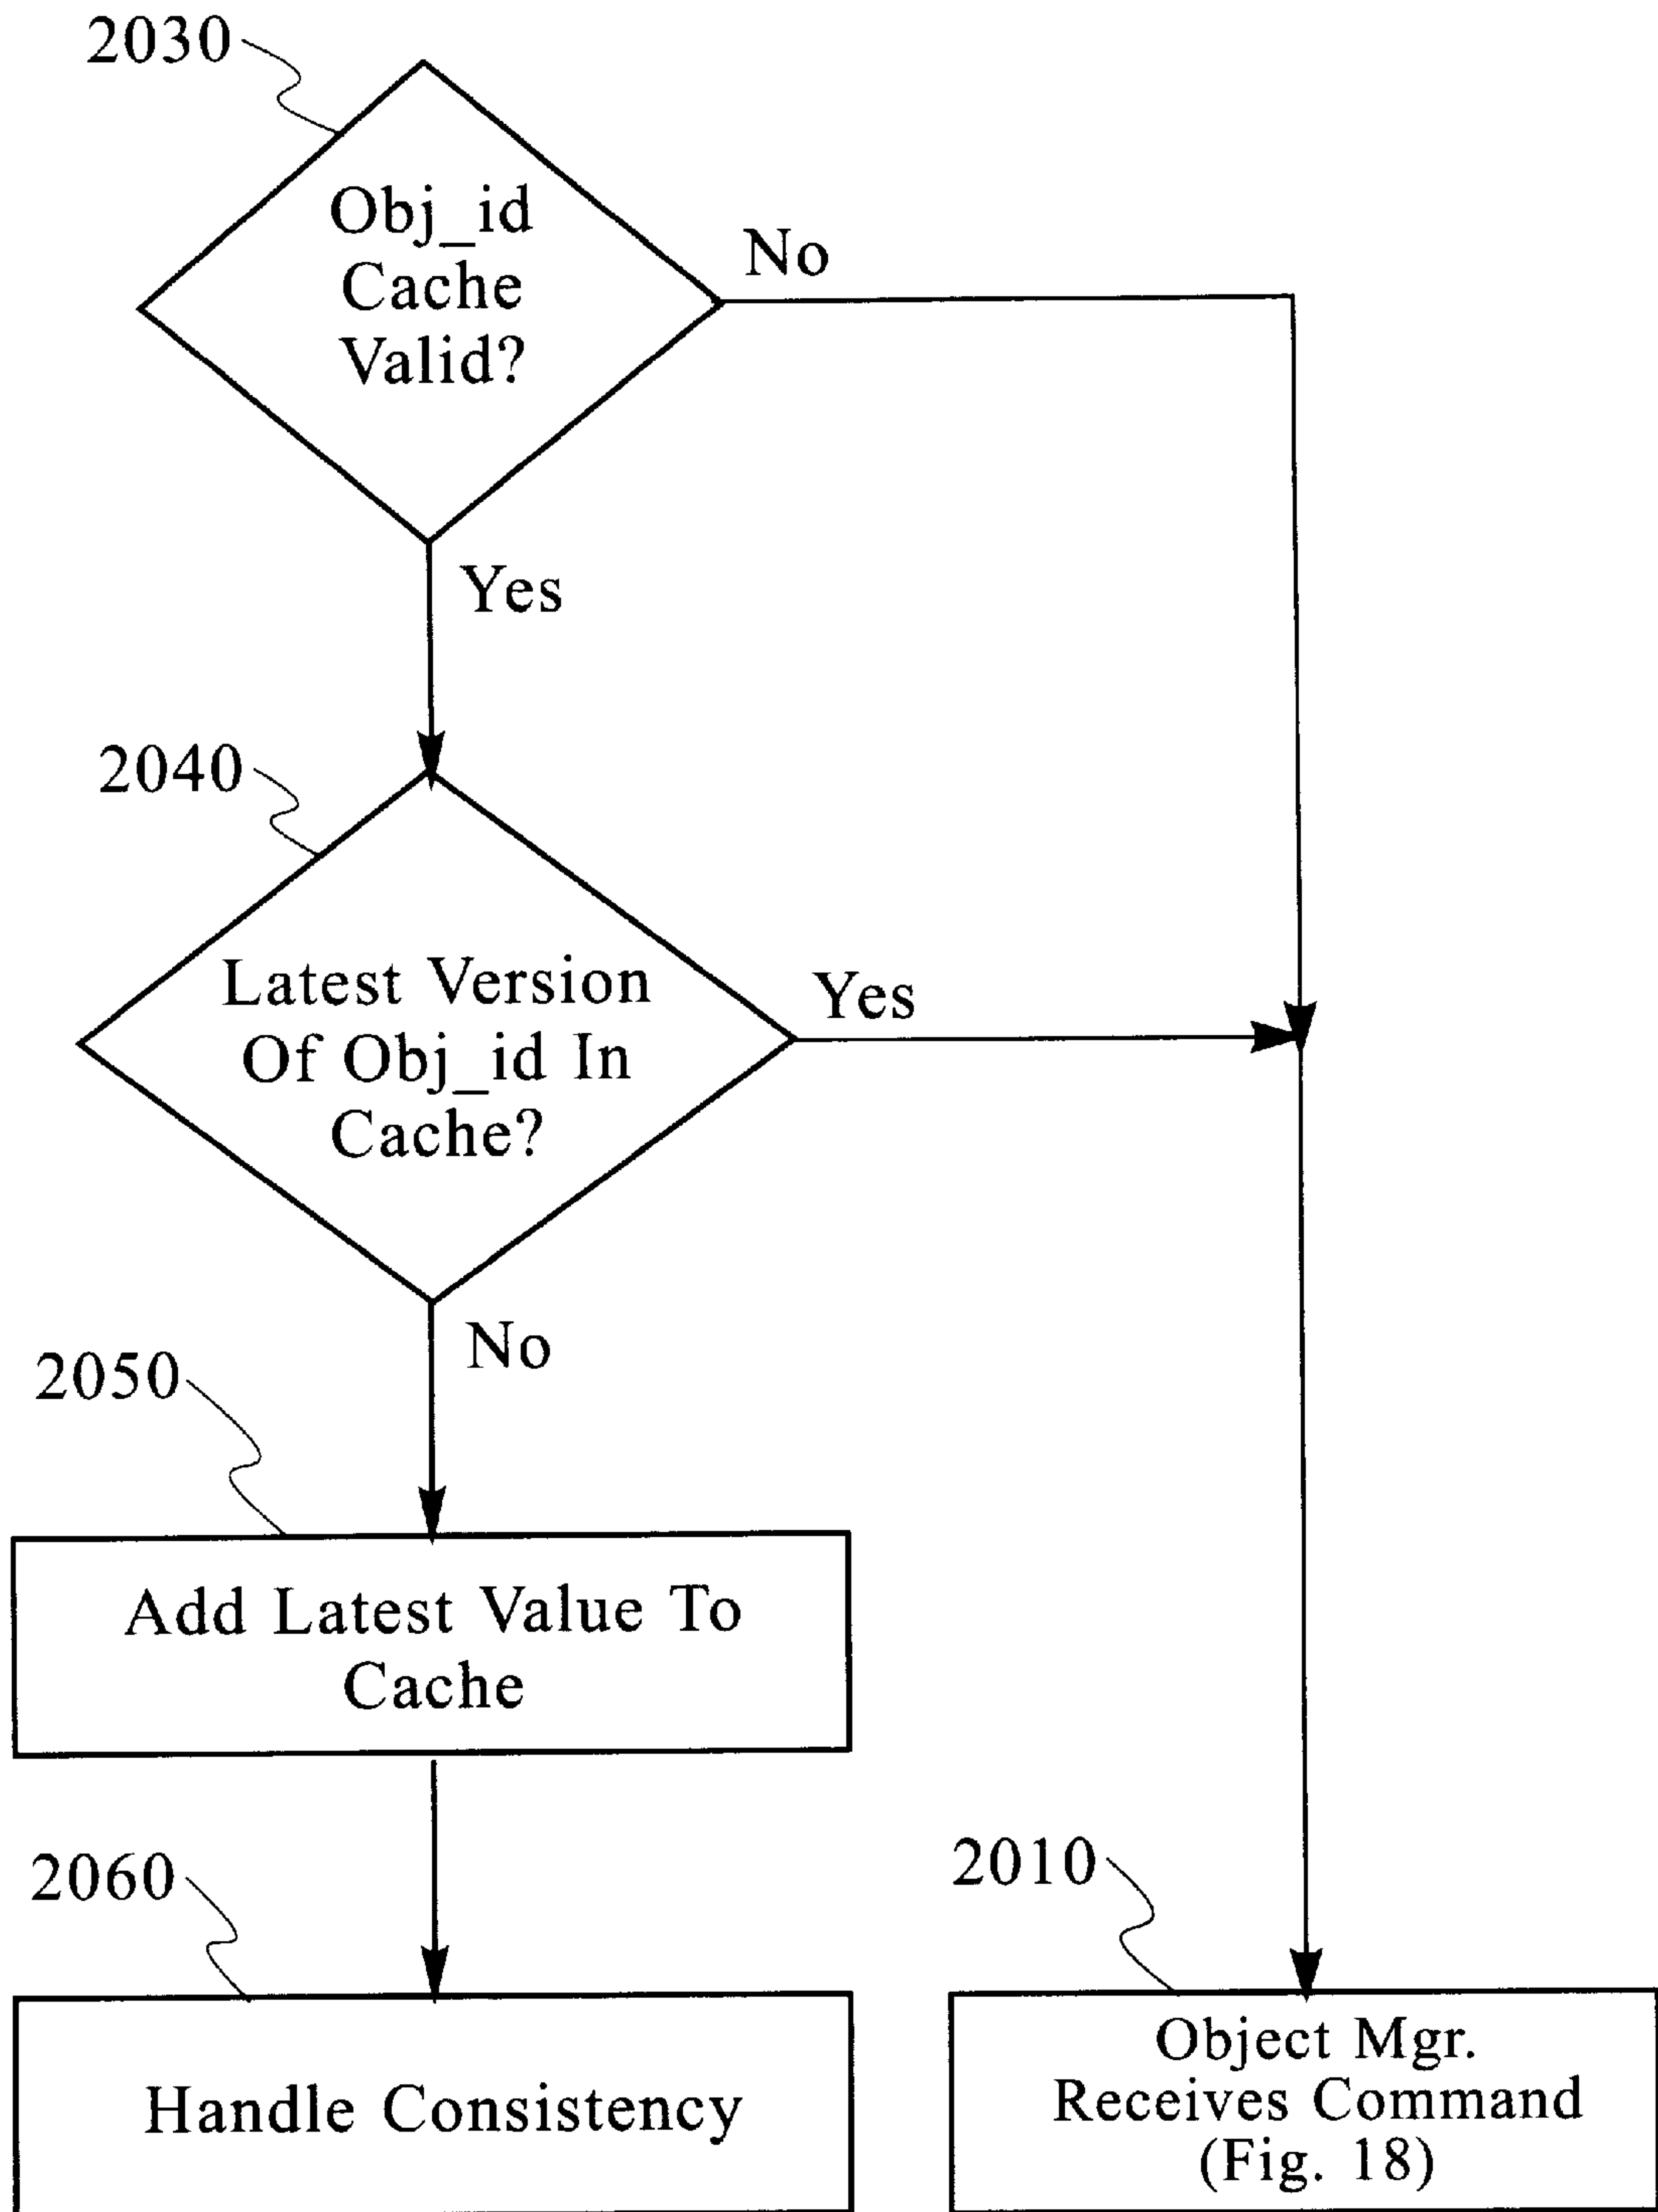 2030
Obj_id
Cache
Valid?
No
Yes
2040
Latest Version
Of Obj_id In
Cache?
Yes
No
2050
Add Latest Value To
Cache
2060
Handle Consistency
2010
Object Mgr.
Receives Command
(Fig. 18)